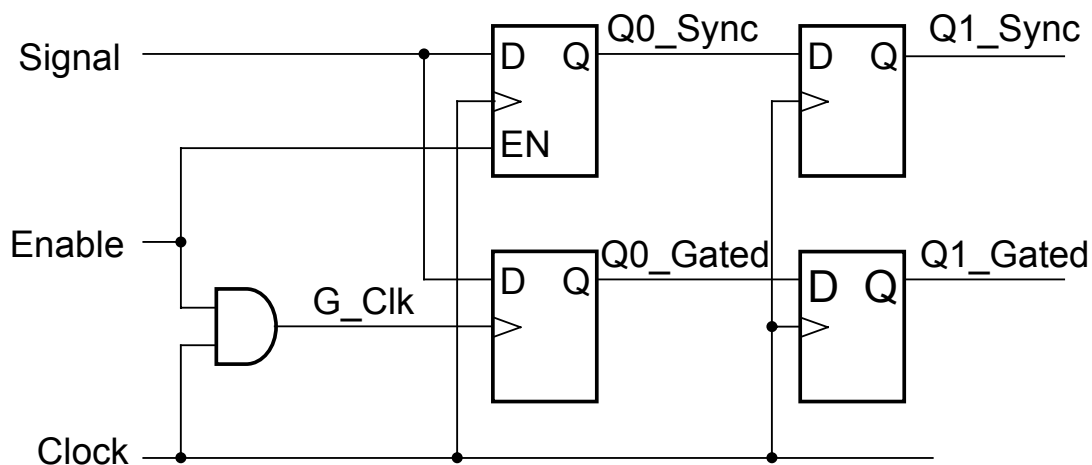 Signal
D Q
EN
Q0_Sync
D Q
Q1_Sync
Enable
G_Clk
D Q
Q0_Gated
D Q
Q1_Gated
Clock